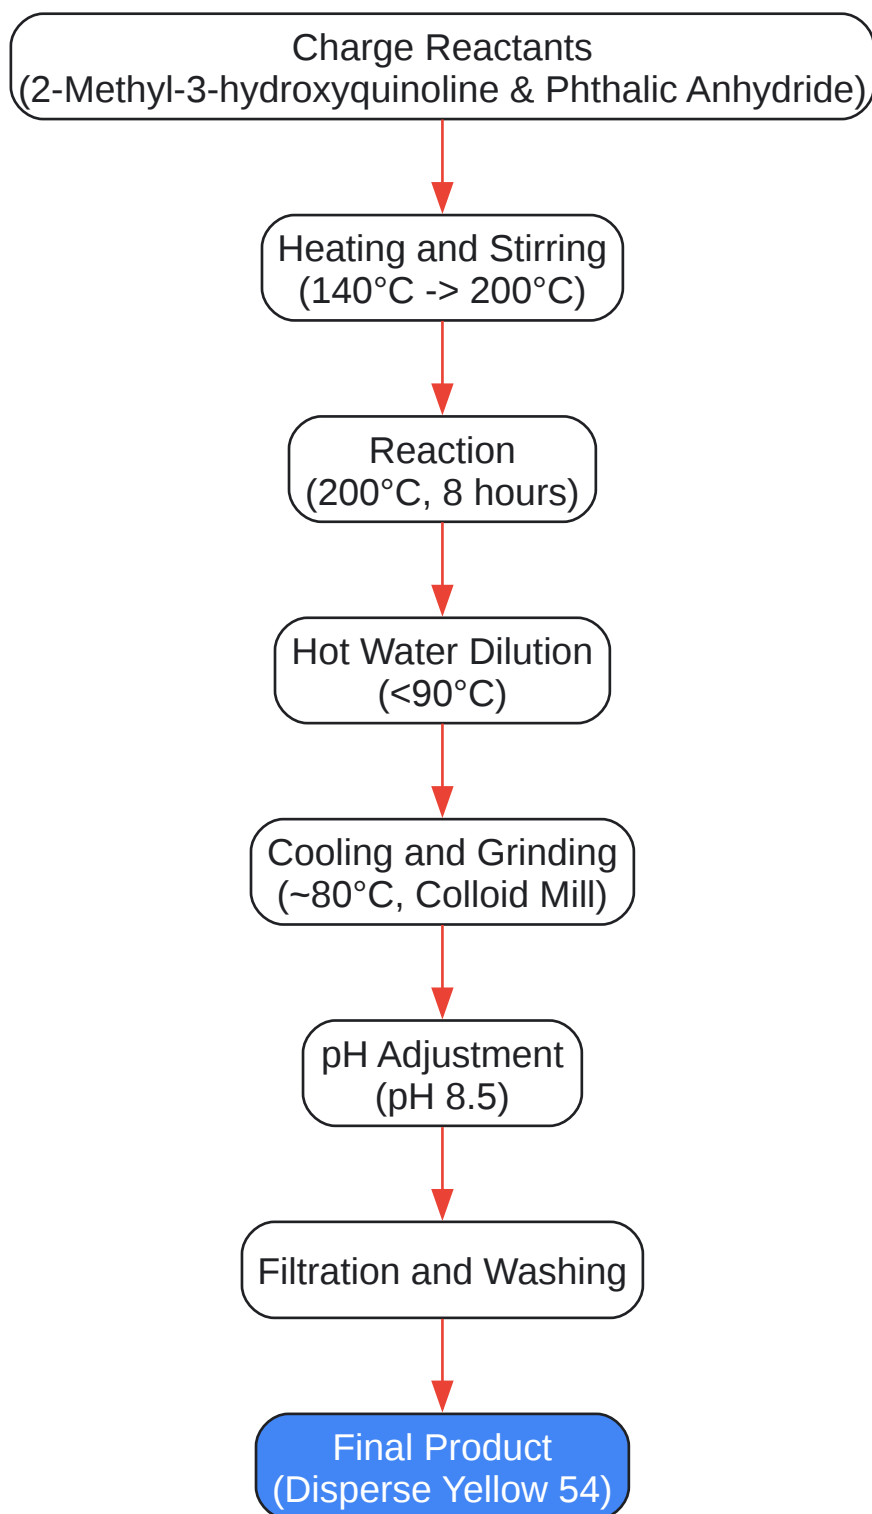 Charge Reactants
(2-Methyl-3-hydroxyquinoline & Phthalic Anhydride)
Heating and Stirring
(140°C -> 200°C)
Reaction
(200°C, 8 hours)
Hot Water Dilution
(<90°C)
Cooling and Grinding
(~80°C, Colloid Mill)
pH Adjustment
(pH 8.5)
Filtration and Washing
Final Product
(Disperse Yellow 54)